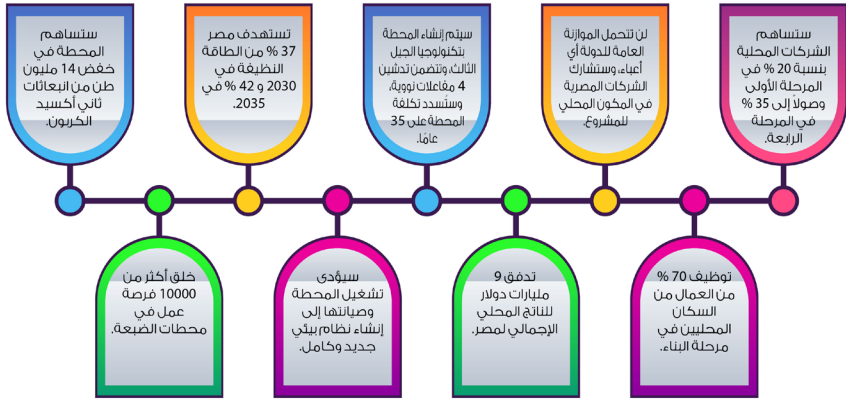 ستساهم
الشركات المحلية
بنسبة 20 % في
المرحلة الأولى
وصولاً إلى 35 %
في المرحلة
الرابعة.
توظيف 70 %
من العمال من
السكان
المحليين في
مرحلة البناء.
لن تتحمل الموازنة
العامة للدولة أي
أعباء، وستشارك
الشركات المصرية
في المكون المحلي
للمشروع.
تدفق 9
مليارات دولار
للناتج المحلي
الإجمالي لمصر.
سيتم إنشاء المحطة
بتكنولوجيا الجيل
الثالث، وتتضمن تدشين
4 مفاعلات نووية،
وستُسدد تكلفة
المحطة على 35
عامًا.
سيؤدى
تشغيل المحطة
وصيانتها إلى
إنشاء نظام بيئي
جديد وكامل.
تستهدف مصر
37 % من الطاقة
النظيفة في
2030 و 42 % في
2035.
خلق أكثر من
10000 فرصة
عمل في
محطات الضبعة.
ستساهم
المحطة في
خفض 14 مليون
طن من انبعاثات
ثاني أكسيد
الكربون.